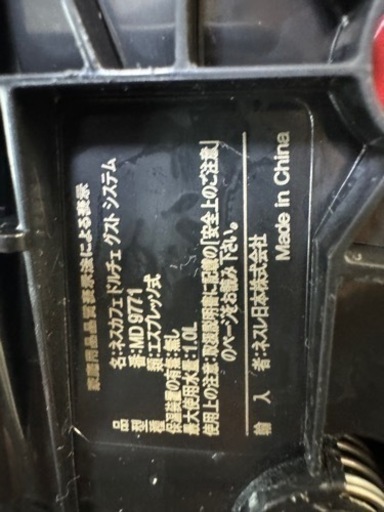 家庭用品品質表示法による表示
品 名:ネスカフェ ドルチェ グスト システム
型 番:MD 9771
種 類:エスプレッソ式
保温装置の有無:無し
最大使用水量:1.0L
使用上の注意:取扱説明書に記載の「安全上のご注意」
のページをお読み下さい。
輸 入 者:ネスレ日本株式会社
Made in China